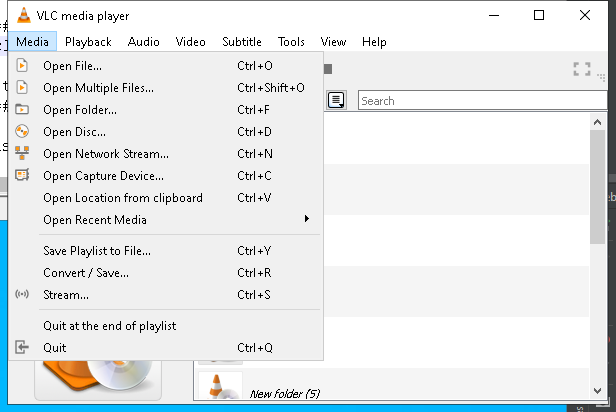 VLC media player
Media Playback Audio Video Subtitle Tools View Help
Open File... Ctrl+O
Open Multiple Files... Ctrl+Shift+O
Open Folder... Ctrl+F
Open Disc... Ctrl+D
Open Network Stream... Ctrl+N
Open Capture Device... Ctrl+C
Open Location from clipboard Ctrl+V
Open Recent Media
Save Playlist to File... Ctrl+Y
Convert / Save... Ctrl+R
Stream... Ctrl+S
Quit at the end of playlist
Quit Ctrl+Q
Search
New folder (5)